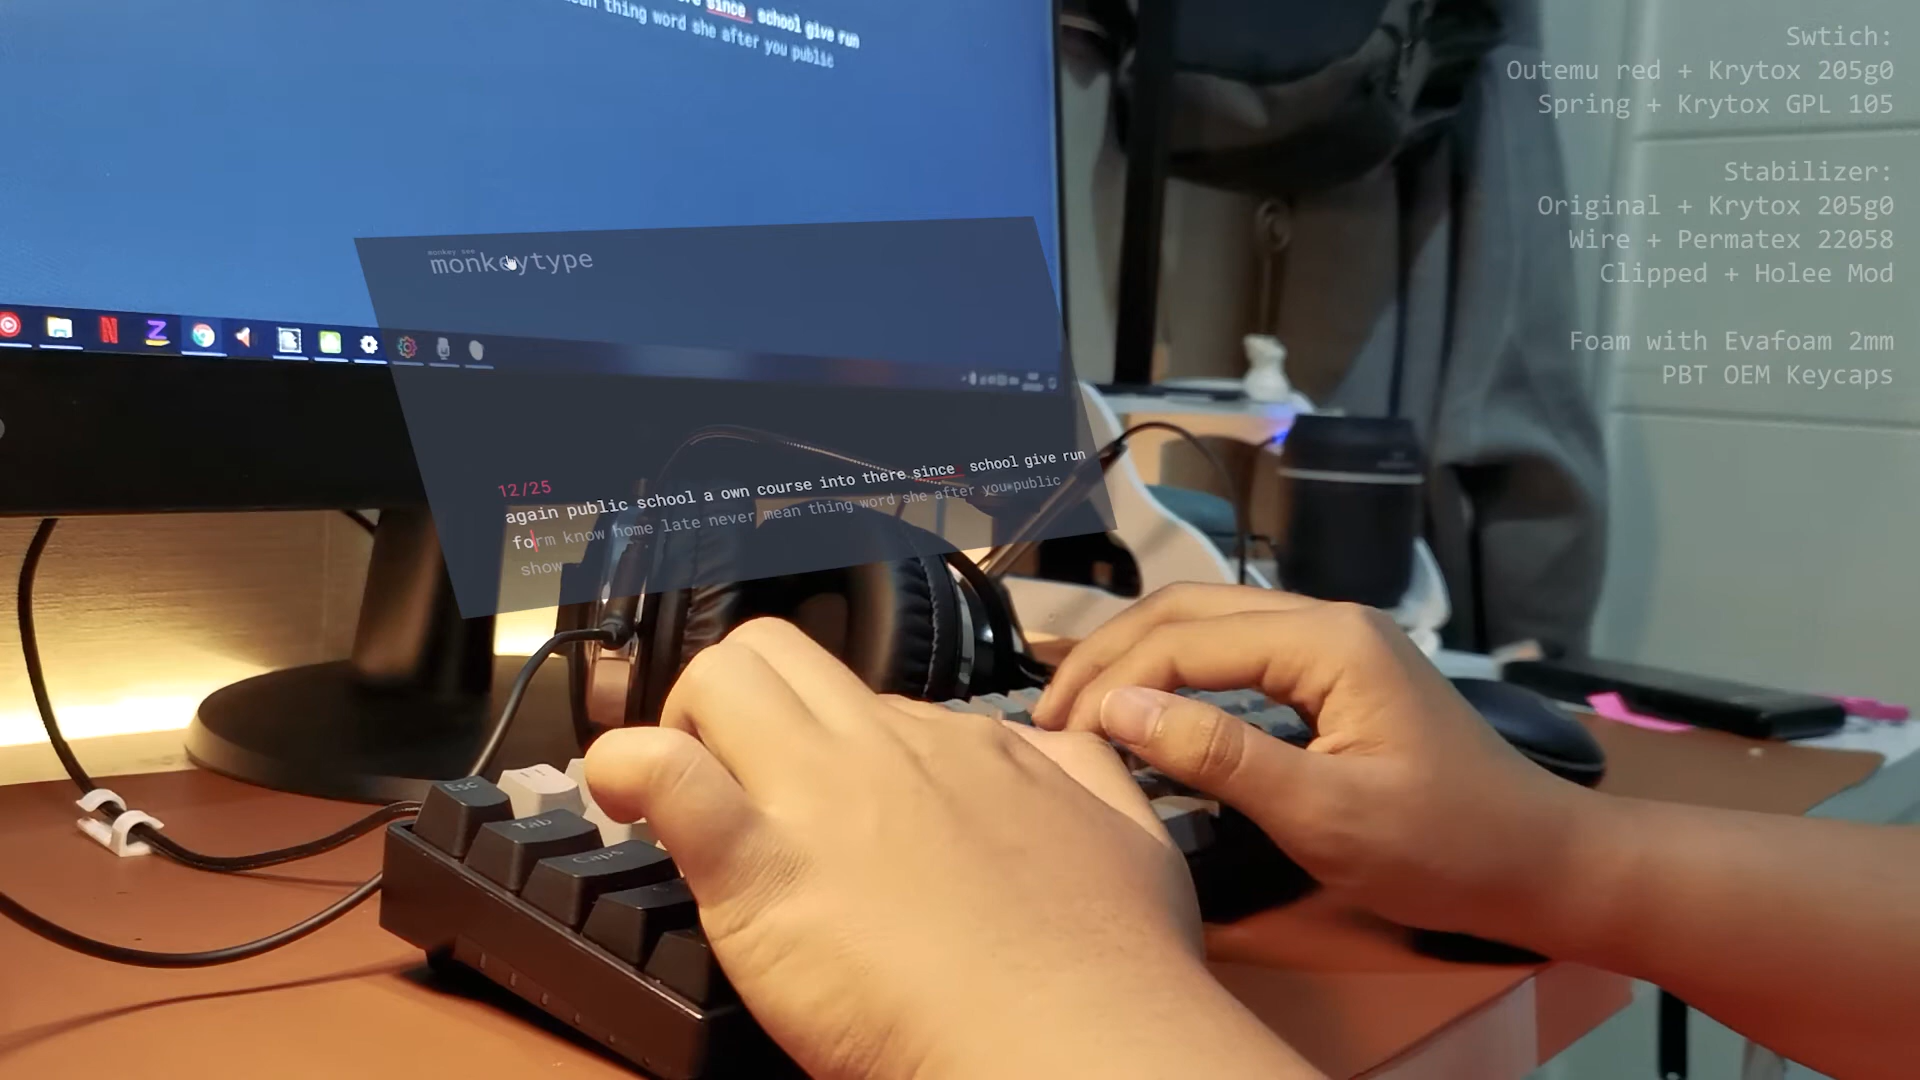 since school give run
mean thing word she after you public
Swtich:
Outemu red + Krytox 205g0
Spring + Krytox GPL 105
Stabilizer:
Original + Krytox 205g0
Wire + Permatex 22058
Clipped + Holee Mod
Foam with Evafoam 2mm
PBT OEM Keycaps
monkey see
monkeytype
12/25
again public school a own course into there since school give run
form know home late never mean thing word she after you public
show
Esc
Tab
Caps